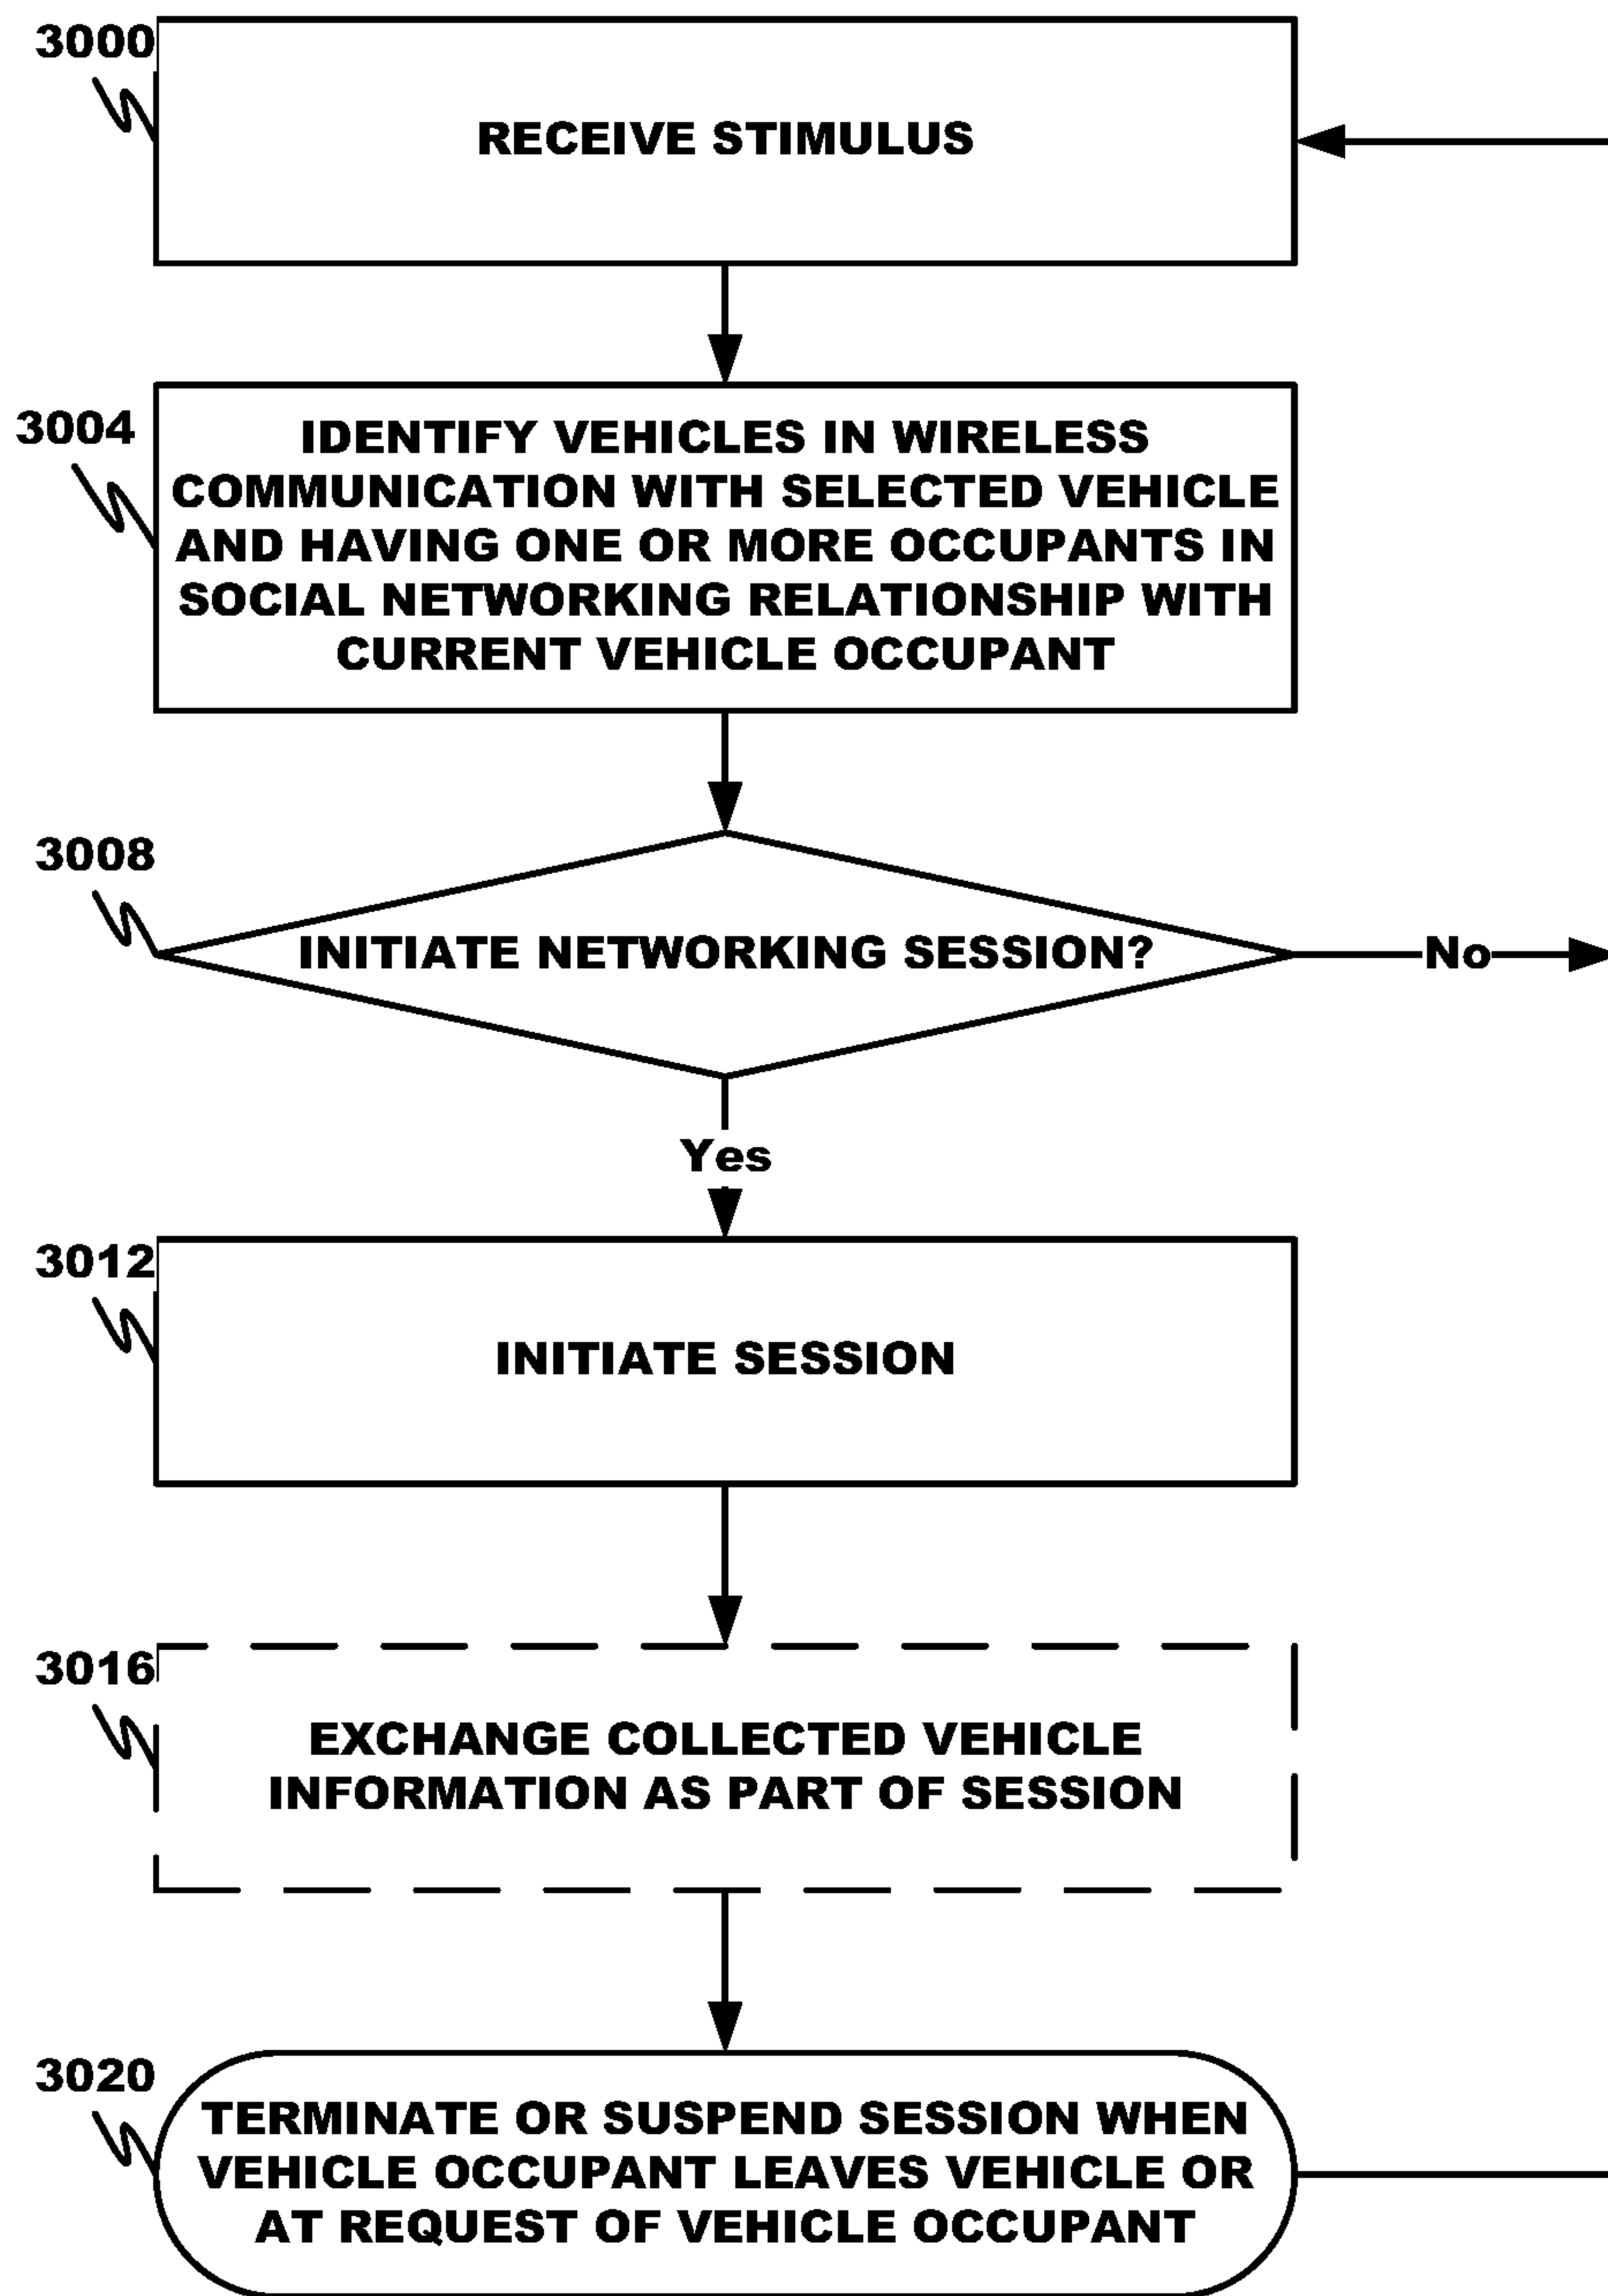 3000
RECEIVE STIMULUS
3004
IDENTIFY VEHICLES IN WIRELESS
COMMUNICATION WITH SELECTED VEHICLE
AND HAVING ONE OR MORE OCCUPANTS IN
SOCIAL NETWORKING RELATIONSHIP WITH
CURRENT VEHICLE OCCUPANT
3008
INITIATE NETWORKING SESSION?
No
Yes
3012
INITIATE SESSION
3016
EXCHANGE COLLECTED VEHICLE
INFORMATION AS PART OF SESSION
3020
TERMINATE OR SUSPEND SESSION WHEN
VEHICLE OCCUPANT LEAVES VEHICLE OR
AT REQUEST OF VEHICLE OCCUPANT